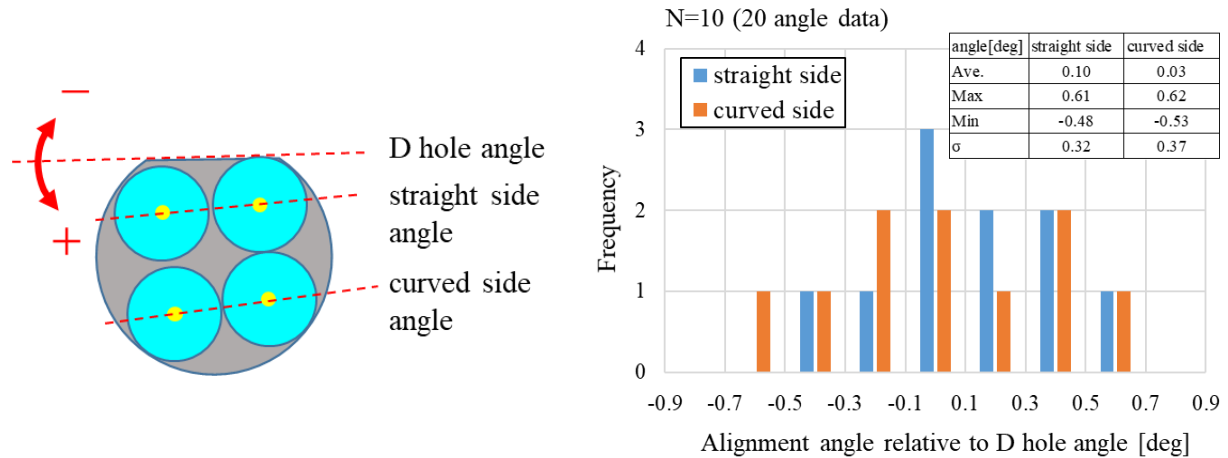 −
D hole angle
straight side
angle
+
curved side
angle
N=10 (20 angle data)
angle[deg] straight side curved side
Ave. 0.10 0.03
Max 0.61 0.62
Min -0.48 -0.53
σ 0.32 0.37
straight side
curved side
Frequency
4
3
2
1
0
-0.9 -0.7 -0.5 -0.3 -0.1 0.1 0.3 0.5 0.7 0.9
Alignment angle relative to D hole angle [deg]